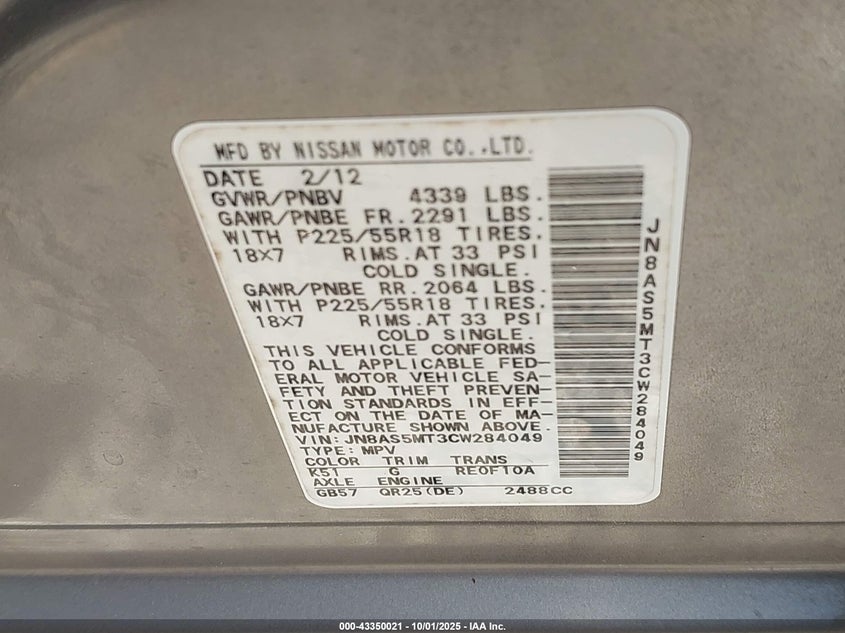 MFD BY NISSAN MOTOR CO.,LTD.
DATE 2/12
GVWR/PNBV 4339 LBS.
GAWR/PNBE FR.2291 LBS.
WITH P225/55R18 TIRES.
18X7 RIMS.AT 33 PSI
COLD SINGLE.
GAWR/PNBE RR.2064 LBS.
WITH P225/55R18 TIRES.
18X7 RIMS.AT 33 PSI
COLD SINGLE.
THIS VEHICLE CONFORMS
TO ALL APPLICABLE FED-
ERAL MOTOR VEHICLE SA-
FETY AND THEFT PREVEN-
TION STANDARDS IN EFF-
ECT ON THE DATE OF MA-
NUFACTURE SHOWN ABOVE.
VIN: JN8AS5MT3CW284049
TYPE: MPV
COLOR TRIM TRANS
K51 G RE0F10A
AXLE ENGINE
GB57 QR25(DE) 2488CC
JN8AS5MT3CW284049
000-43350021 - 10/01/2025 - IAA Inc.